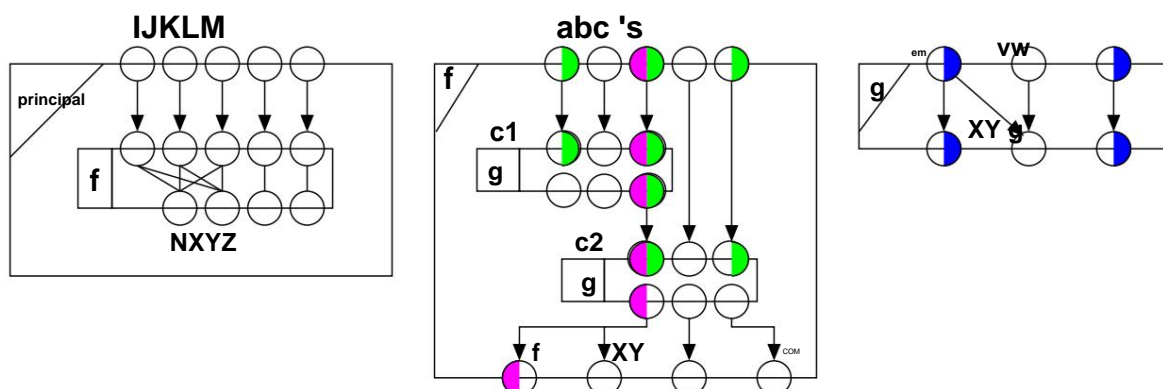 IJKLM
principal
f
NXYZ
abc 's
f
c1
g
c2
g
f
XY
COM
em
vw
g
XY g